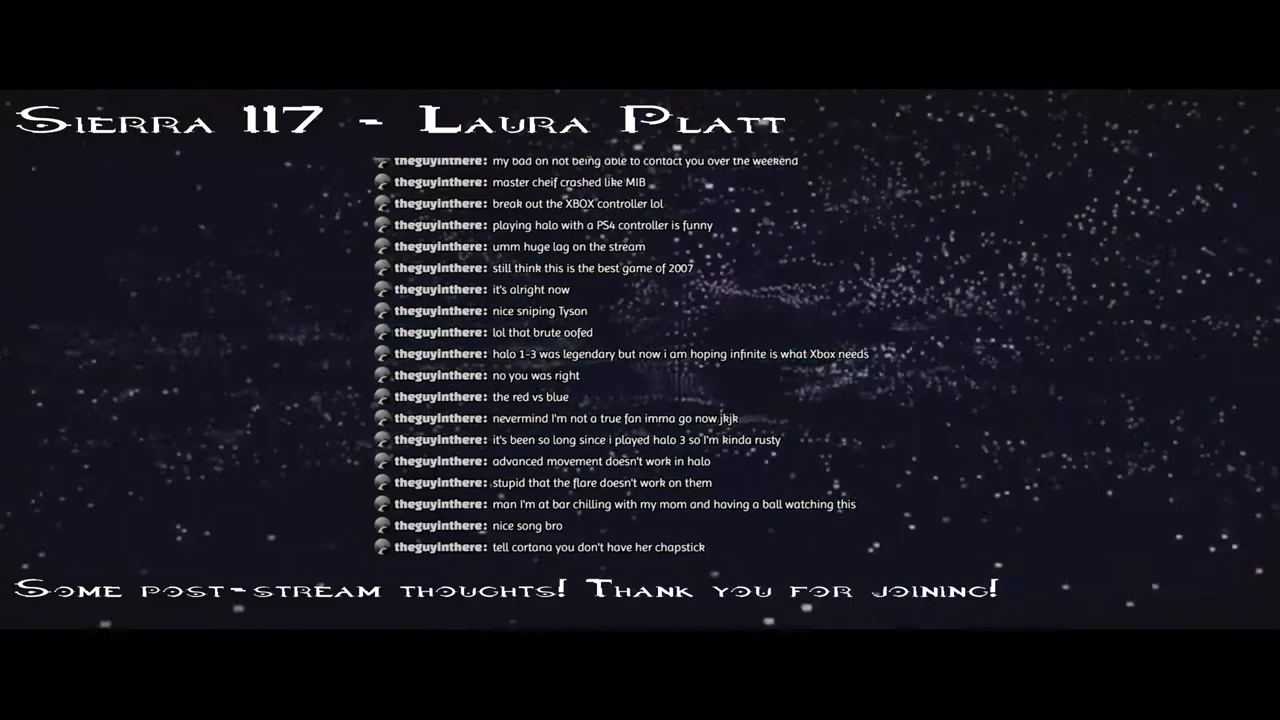 Sierra 117 - Laura Platt
theguyinthere: my bad on not being able to contact you over the weekend
theguyinthere: master cheif crashed like MIB
theguyinthere: break out the XBOX controller lol
theguyinthere: playing halo with a PS4 controller is funny
theguyinthere: umm huge lag on the stream
theguyinthere: still think this is the best game of 2007
theguyinthere: it's alright now
theguyinthere: nice sniping Tyson
theguyinthere: lol that brute oofed
theguyinthere: halo 1-3 was legendary but now i am hoping infinite is what Xbox needs
theguyinthere: no you was right
theguyinthere: the red vs blue
theguyinthere: nevermind I'm not a true fan imma go now jkjk
theguyinthere: it's been so long since i played halo 3 so I'm kinda rusty
theguyinthere: advanced movement doesn't work in halo
theguyinthere: stupid that the flare doesn't work on them
theguyinthere: man I'm at bar chilling with my mom and having a ball watching this
theguyinthere: nice song bro
theguyinthere: tell cortana you don't have her chapstick
Some post-stream thoughts! Thank you for joining!